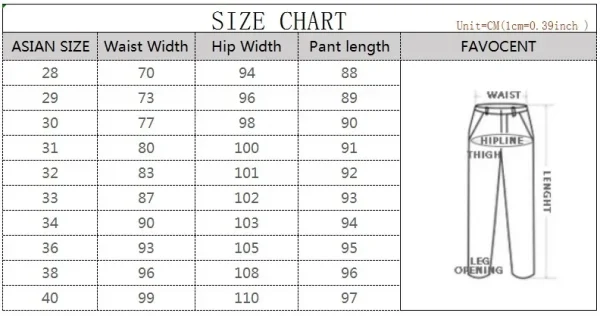 SIZE CHART
Unit=CM(1cm=0.39inch )
ASIAN SIZE Waist Width Hip Width Pant length FAVOCENT
28 70 94 88
29 73 96 89
30 77 98 90
31 80 100 91
32 83 101 92
33 87 102 93
34 90 103 94
36 93 105 95
38 96 108 96
40 99 110 97
WAIST
HIPLINE
THIGH
LENGHT
LEG
OPENING